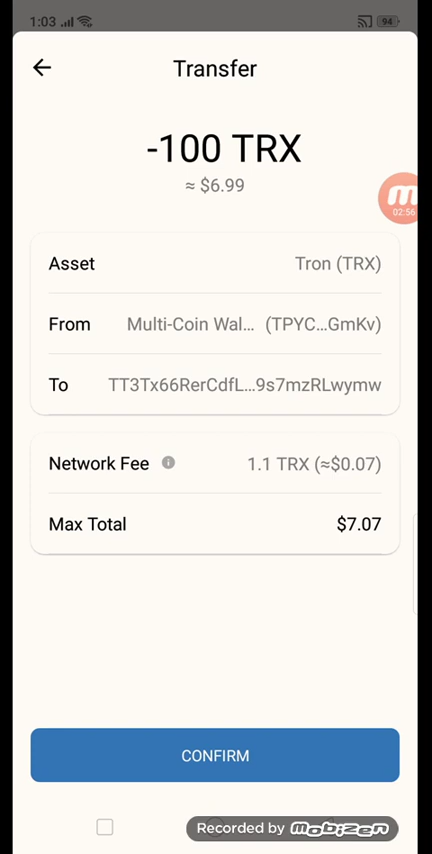 1:03
94
Transfer
-100 TRX
≈ $6.99
m
02:56
Asset Tron (TRX)
From Multi-Coin Wal... (TPYC...GmKv)
To TT3Tx66RerCdfL...9s7mzRLwymw
Network Fee 1.1 TRX (≈$0.07)
Max Total $7.07
CONFIRM
Recorded by mobizen